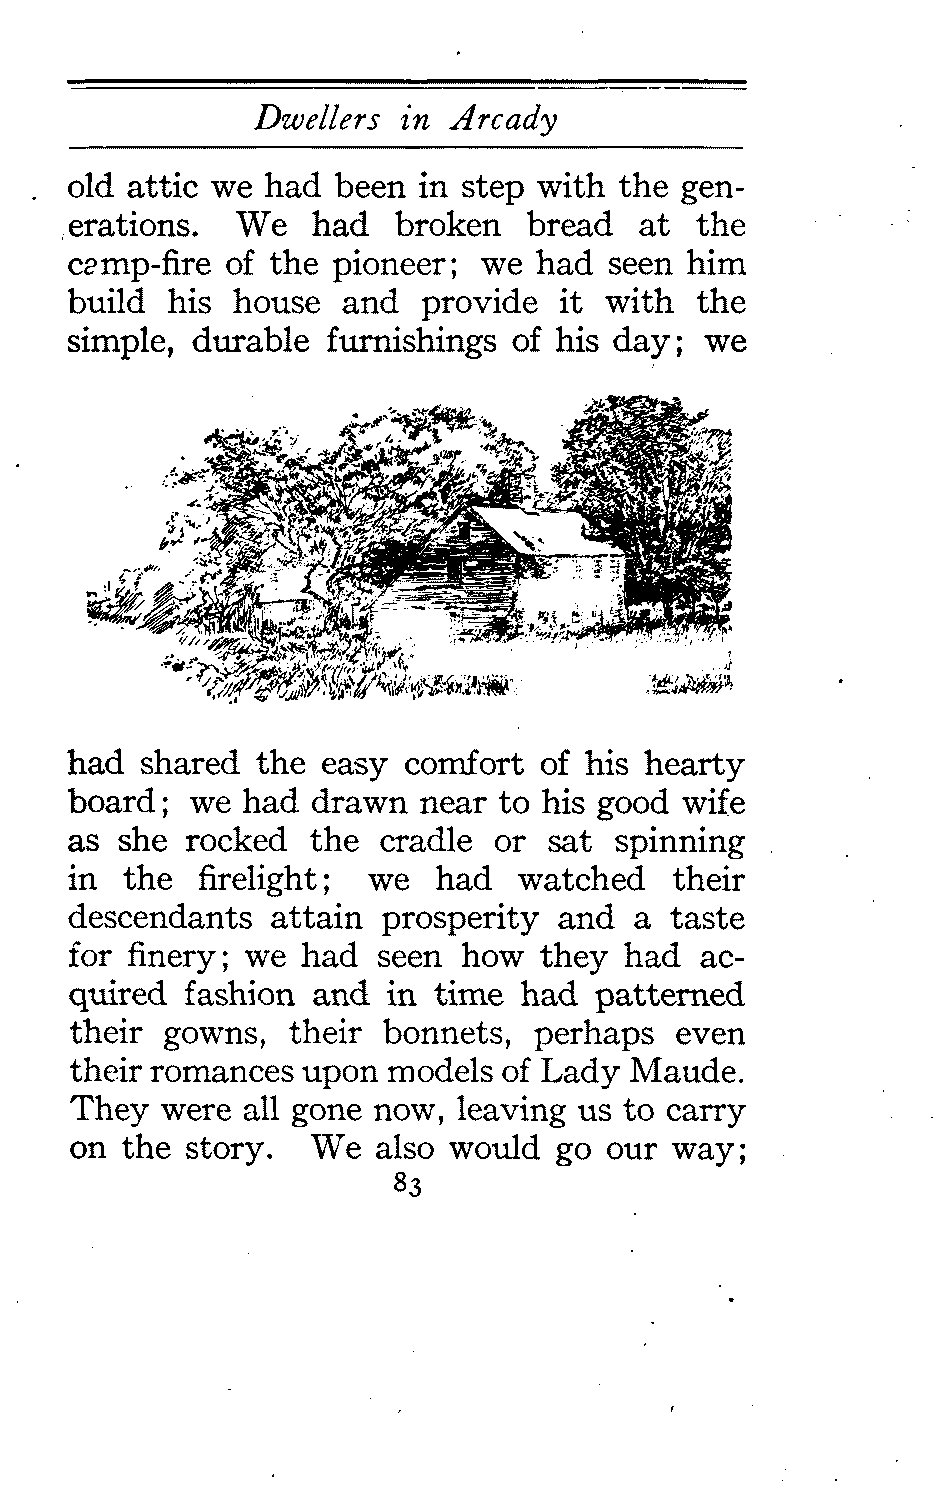 Dwellers in Arcady
old attic we had been in step with the gen-
erations. We had broken bread at the
camp-fire of the pioneer; we had seen him
build his house and provide it with the
simple, durable furnishings of his day; we
had shared the easy comfort of his hearty
board; we had drawn near to his good wife
as she rocked the cradle or sat spinning
in the firelight; we had watched their
descendants attain prosperity and a taste
for finery; we had seen how they had ac-
quired fashion and in time had patterned
their gowns, their bonnets, perhaps even
their romances upon models of Lady Maude.
They were all gone now, leaving us to carry
on the story. We also would go our way;
83